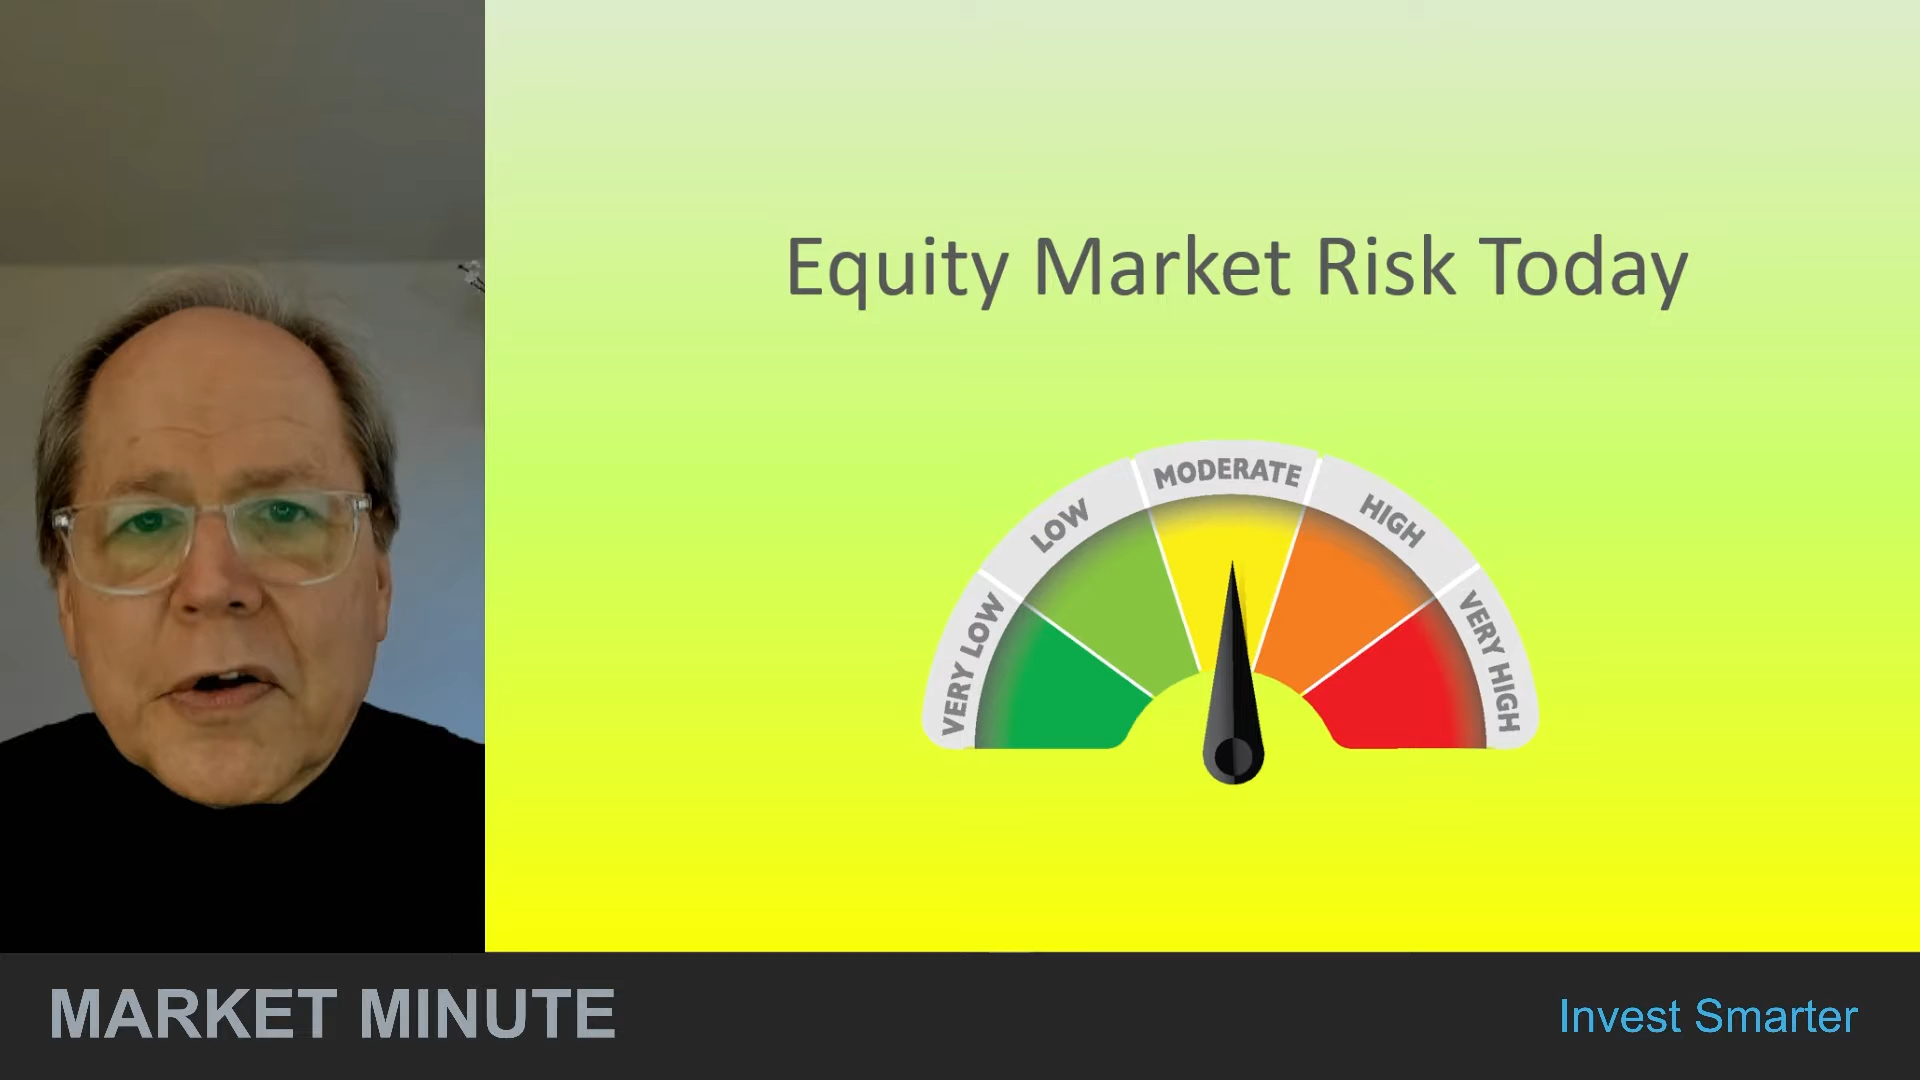 Equity Market Risk Today
VERY LOW
LOW
MODERATE
HIGH
VERY HIGH
MARKET MINUTE
Invest Smarter